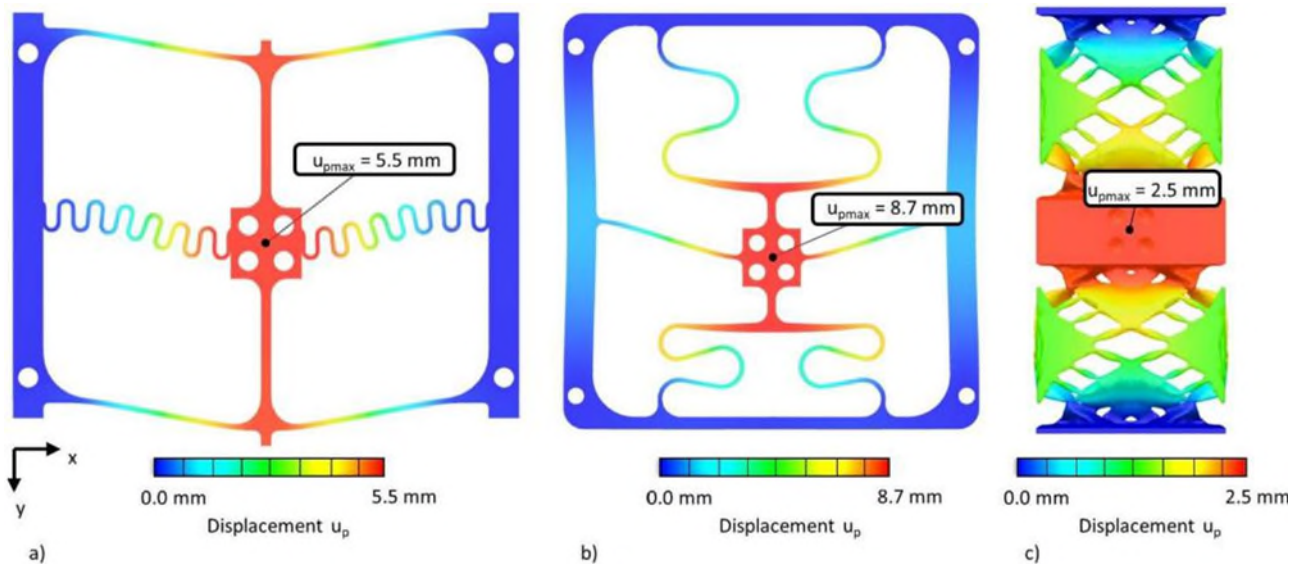 u_pmax = 5.5 mm
u_pmax = 8.7 mm
u_pmax = 2.5 mm
x
y
0.0 mm
5.5 mm
Displacement u_p
a)
0.0 mm
8.7 mm
Displacement u_p
b)
0.0 mm
2.5 mm
Displacement u_p
c)